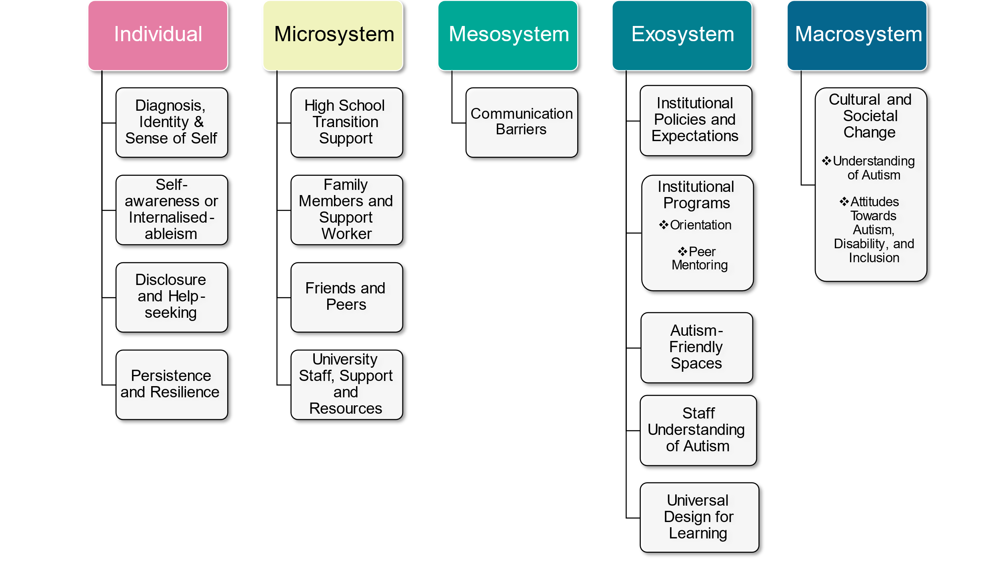 Individual
Diagnosis,
Identity &
Sense of Self
Self-
awareness or
Internalised-
ableism
Disclosure
and Help-
seeking
Persistence
and Resilience
Microsystem
High School
Transition
Support
Family
Members and
Support
Worker
Friends and
Peers
University
Staff, Support
and
Resources
Mesosystem
Communication
Barriers
Exosystem
Institutional
Policies and
Expectations
Institutional
Programs
❖Orientation
❖Peer
Mentoring
Autism-
Friendly
Spaces
Staff
Understanding
of Autism
Universal
Design for
Learning
Macrosystem
Cultural and
Societal
Change
❖Understanding
of Autism
❖Attitudes
Towards
Autism,
Disability, and
Inclusion